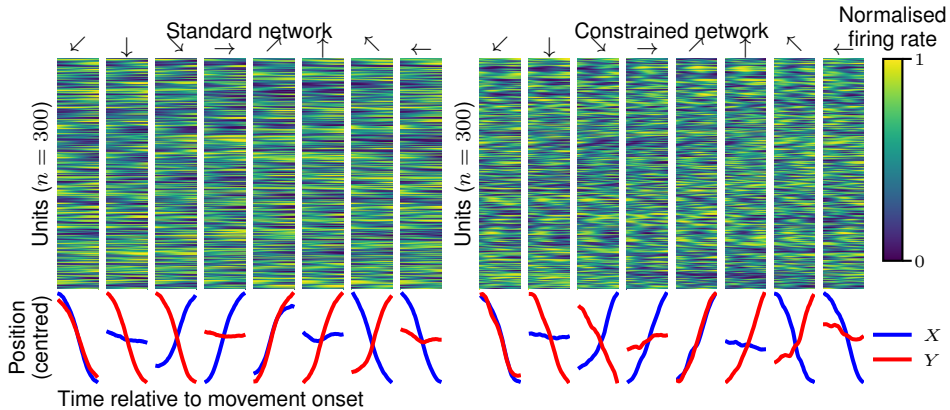 Standard network
Constrained network
Normalised
firing rate
↙ ↓ ↘ → ↗ ↑ ↖ ←
↙ ↓ ↘ → ↗ ↑ ↖ ←
Units (n = 300)
Units (n = 300)
1
0
Position
(centred)
X
Y
Time relative to movement onset